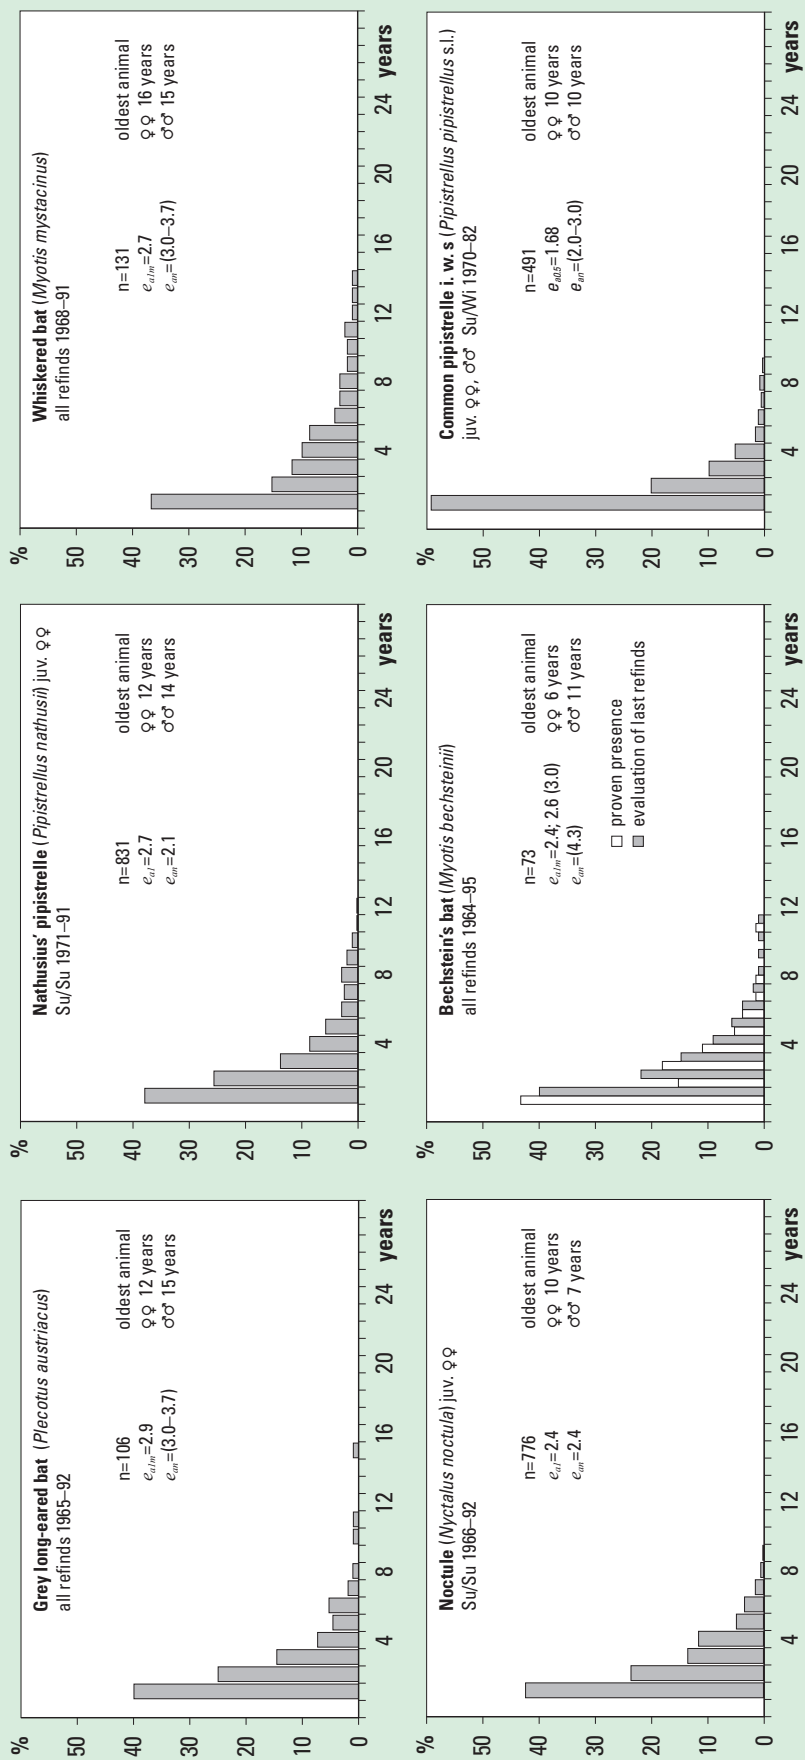 Grey long-eared bat (Plecotus austriacus)
all refinds 1965–92
n=106
e_a1m=2.9
e_an=(3.0–3.7)
oldest animal
♀♀ 12 years
♂♂ 15 years
%
50
40
30
20
10
0
4 8 12 16 20 24 years
Nathusius' pipistrelle (Pipistrellus nathusii) juv. ♀♀
Su/Su 1971–91
n=831
e_a1=2.7
e_an=2.1
oldest animal
♀♀ 12 years
♂♂ 14 years
%
50
40
30
20
10
0
4 8 12 16 20 24 years
Whiskered bat (Myotis mystacinus)
all refinds 1968–91
n=131
e_a1m=2.7
e_an=(3.0–3.7)
oldest animal
♀♀ 16 years
♂♂ 15 years
%
50
40
30
20
10
0
4 8 12 16 20 24 years
Noctule (Nyctalus noctula) juv. ♀♀
Su/Su 1966–92
n=776
e_a1=2.4
e_an=2.4
oldest animal
♀♀ 10 years
♂♂ 7 years
%
50
40
30
20
10
0
4 8 12 16 20 24 years
Bechstein's bat (Myotis bechsteinii)
all refinds 1964–95
n=73
e_a1m=2.4; 2.6 (3.0)
e_an=(4.3)
oldest animal
♀♀ 6 years
♂♂ 11 years
proven presence
evaluation of last refinds
%
50
40
30
20
10
0
4 8 12 16 20 24 years
Common pipistrelle i. w. s (Pipistrellus pipistrellus s.l.)
juv. ♀♀, ♂♂ Su/Wi 1970–82
n=491
e_a0.5=1.68
e_an=(2.0–3.0)
oldest animal
♀♀ 10 years
♂♂ 10 years
%
50
40
30
20
10
0
4 8 12 16 20 24 years